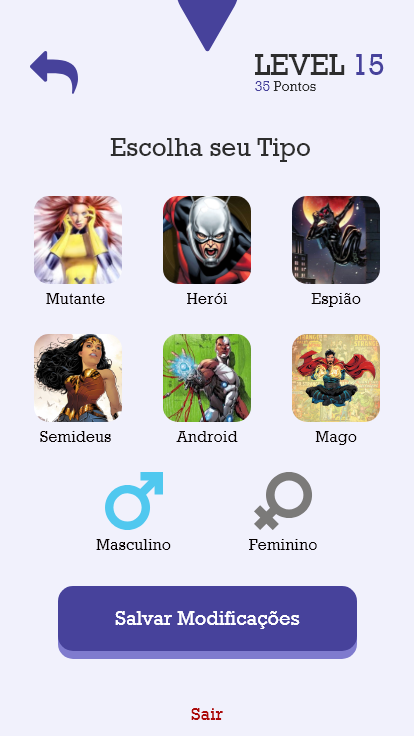 LEVEL 15
35 Pontos
Escolha seu Tipo
Mutante
Herói
Espião
Semideus
Android
Mago
Masculino
Feminino
Salvar Modificações
Sair